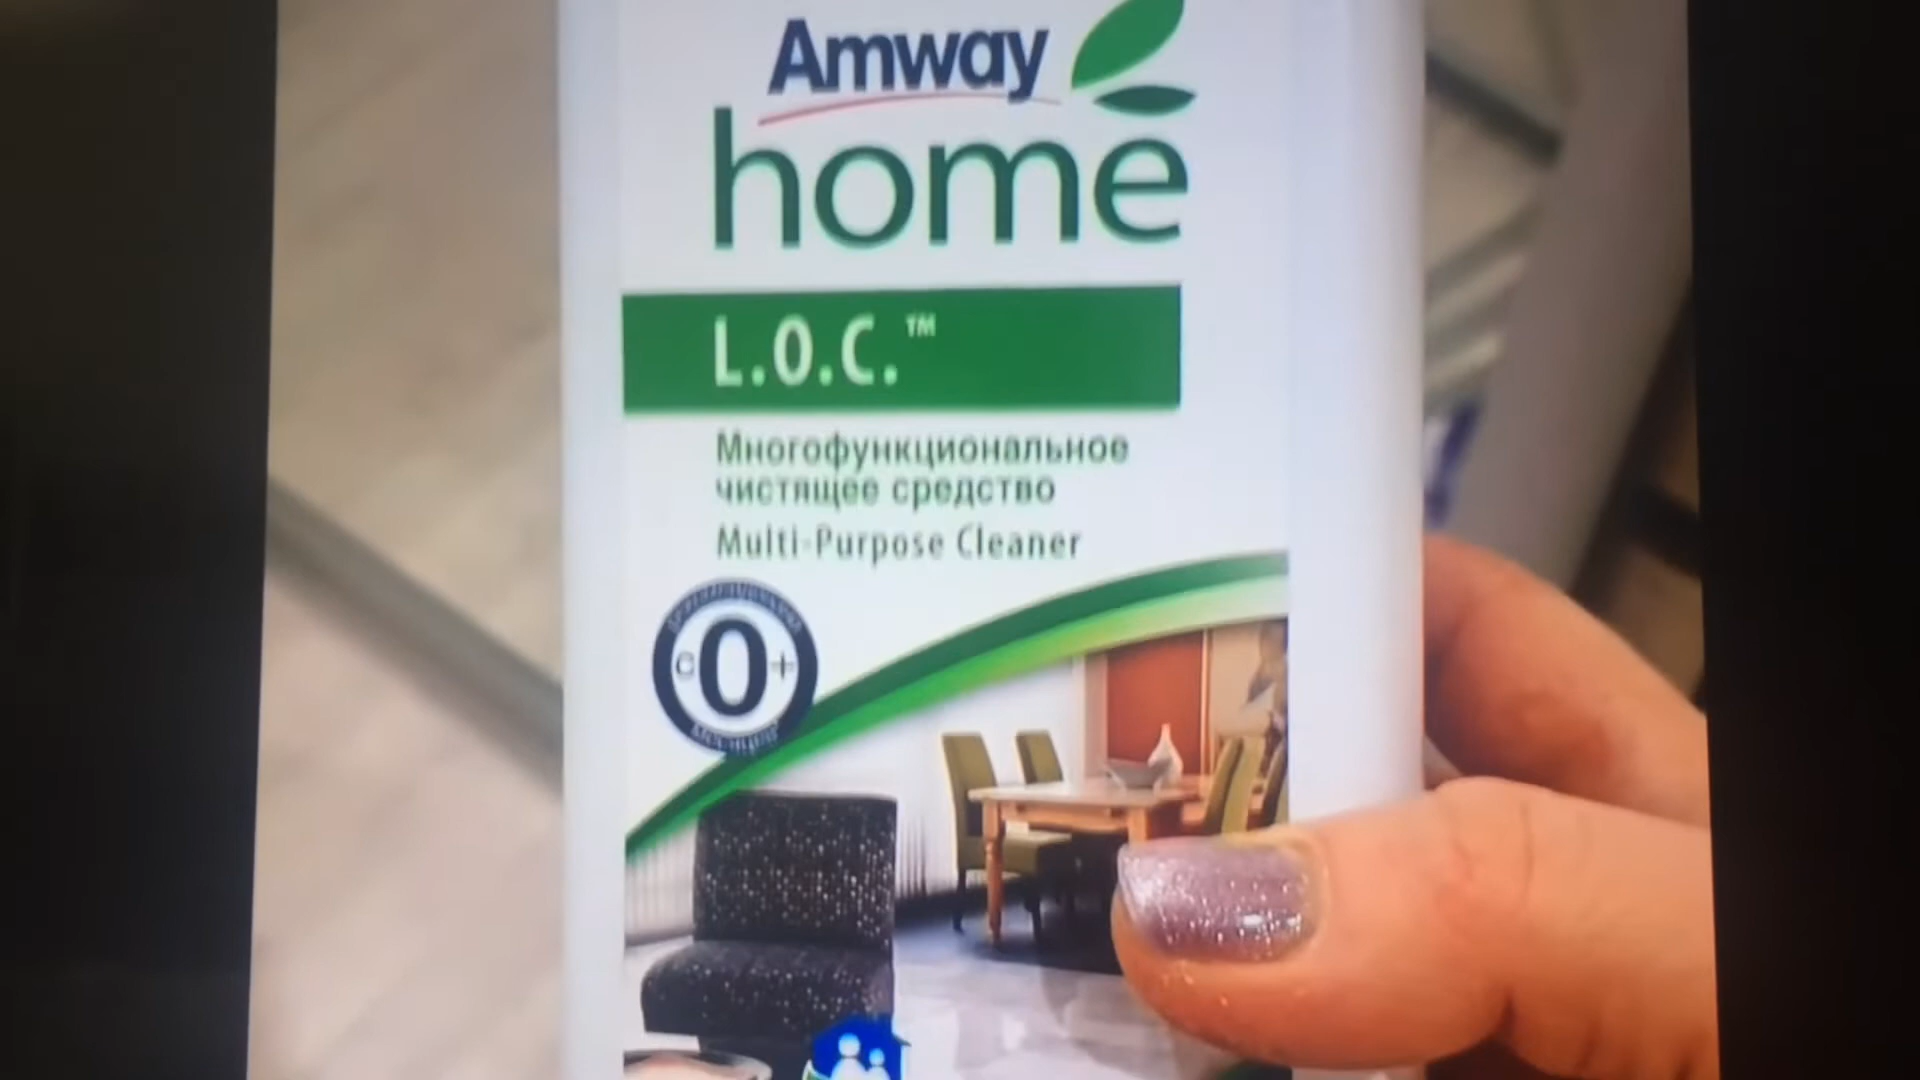 Amway
home
L.O.C.™
Многофункциональное
чистящее средство
Multi-Purpose Cleaner
с 0+